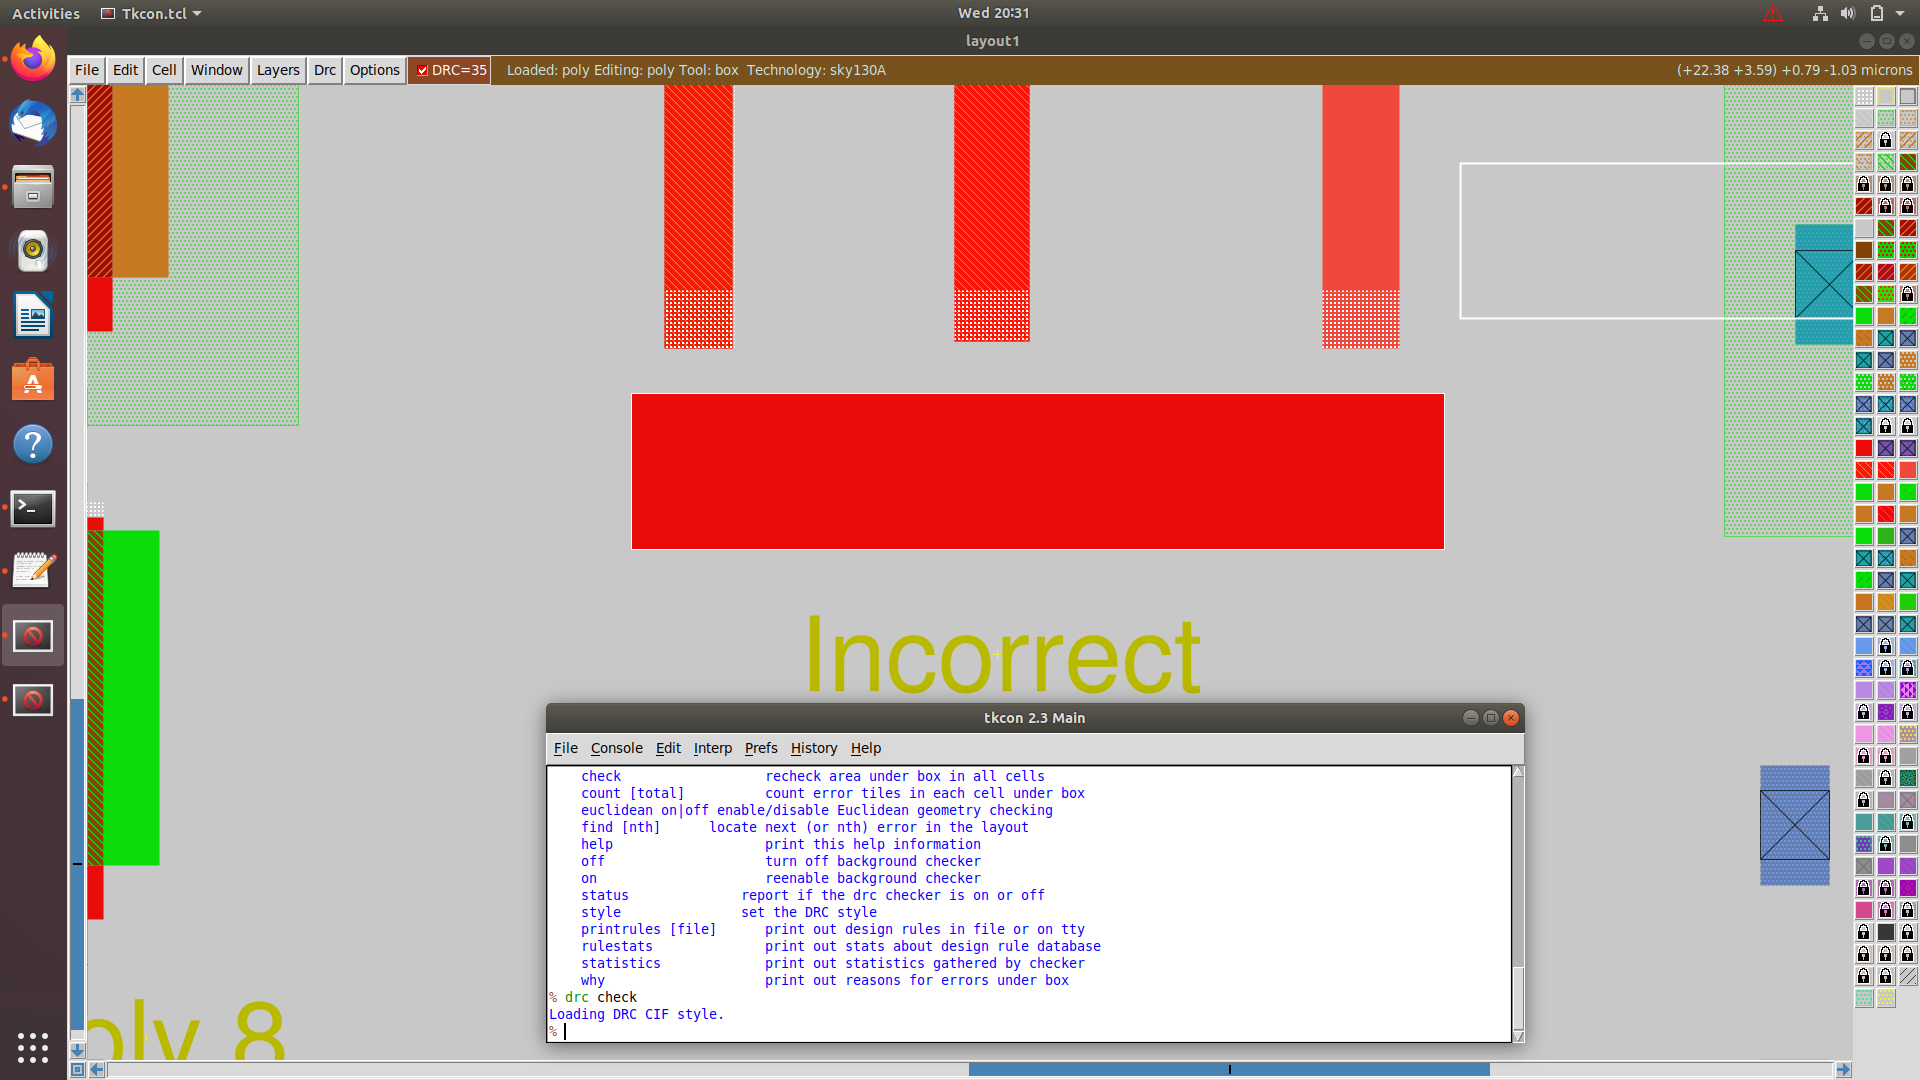 Activities Tkcon.tcl Wed 20:31
layout1
File Edit Cell Window Layers Drc Options DRC=35 Loaded: poly Editing: poly Tool: box Technology: sky130A (+22.38 +3.59) +0.79 -1.03 microns
Incorrect
tkcon 2.3 Main
File Console Edit Interp Prefs History Help
check recheck area under box in all cells
count [total] count error tiles in each cell under box
euclidean on|off enable/disable Euclidean geometry checking
find [nth] locate next (or nth) error in the layout
help print this help information
off turn off background checker
on reenable background checker
status report if the drc checker is on or off
style set the DRC style
printrules [file] print out design rules in file or on tty
rulestats print out stats about design rule database
statistics print out statistics gathered by checker
why print out reasons for errors under box
% drc check
Loading DRC CIF style.
%
oly 8